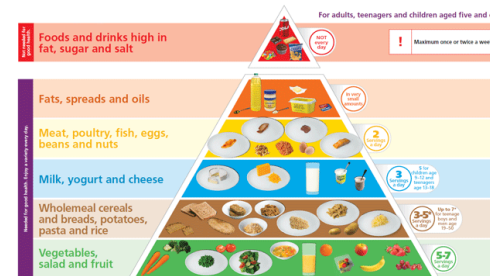 For adults, teenagers and children aged five and
Not needed for
good health.
Foods and drinks high in
fat, sugar and salt
NOT
every
day
!
Maximum once or twice a wee
Needed for good health. Enjoy a variety every day.
Fats, spreads and oils
In very
small
amounts
Meat, poultry, fish, eggs,
beans and nuts
2
Servings
a day
Milk, yogurt and cheese
3
Servings
a day
5 for
children age
9–12 and
teenagers
age 13–18
Wholemeal cereals
and breads, potatoes,
pasta and rice
3-5*
Servings
a day
Up to 7*
for teenage
boys and
men age
19–50
Vegetables,
salad and fruit
5-7
Servings
a day